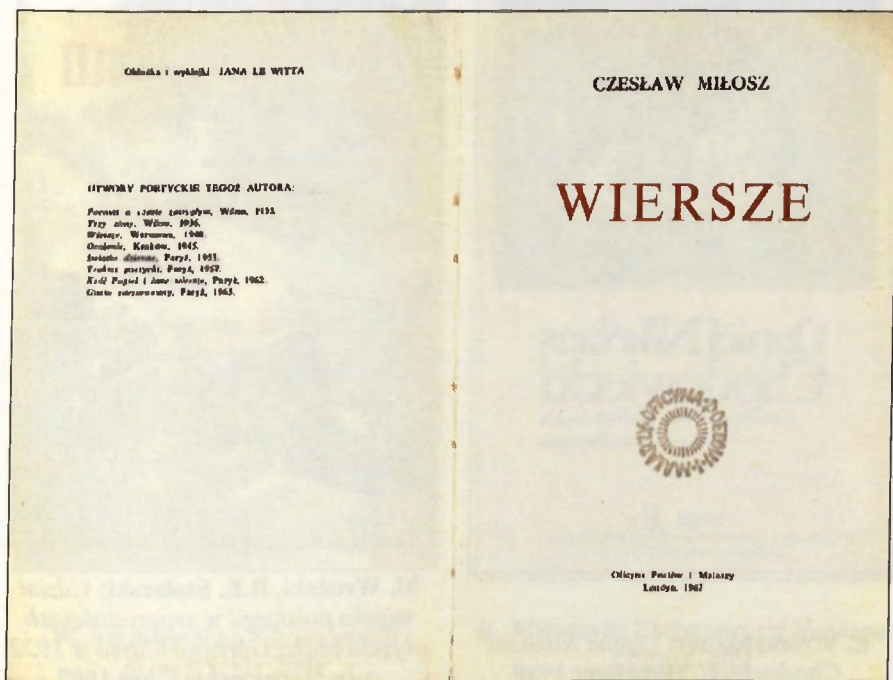 Okładka i wyklejki JANA LE WITTA
UTWORY POETYCKIE TEGOŻ AUTORA:
Poemat o czasie zastygłym, Wilno, 1933.
Trzy zimy, Wilno, 1936.
Wiersze, Warszawa, 1940.
Ocalenie, Kraków, 1945.
Światło dzienne, Paryż, 1953.
Traktat poetycki, Paryż, 1957.
Król Popiel i inne wiersze, Paryż, 1962.
Gucio zaczarowany, Paryż, 1965.
CZESŁAW MIŁOSZ
WIERSZE
OFICYNA POETÓW I MALARZY
Oficyna Poetów i Malarzy
Londyn, 1967